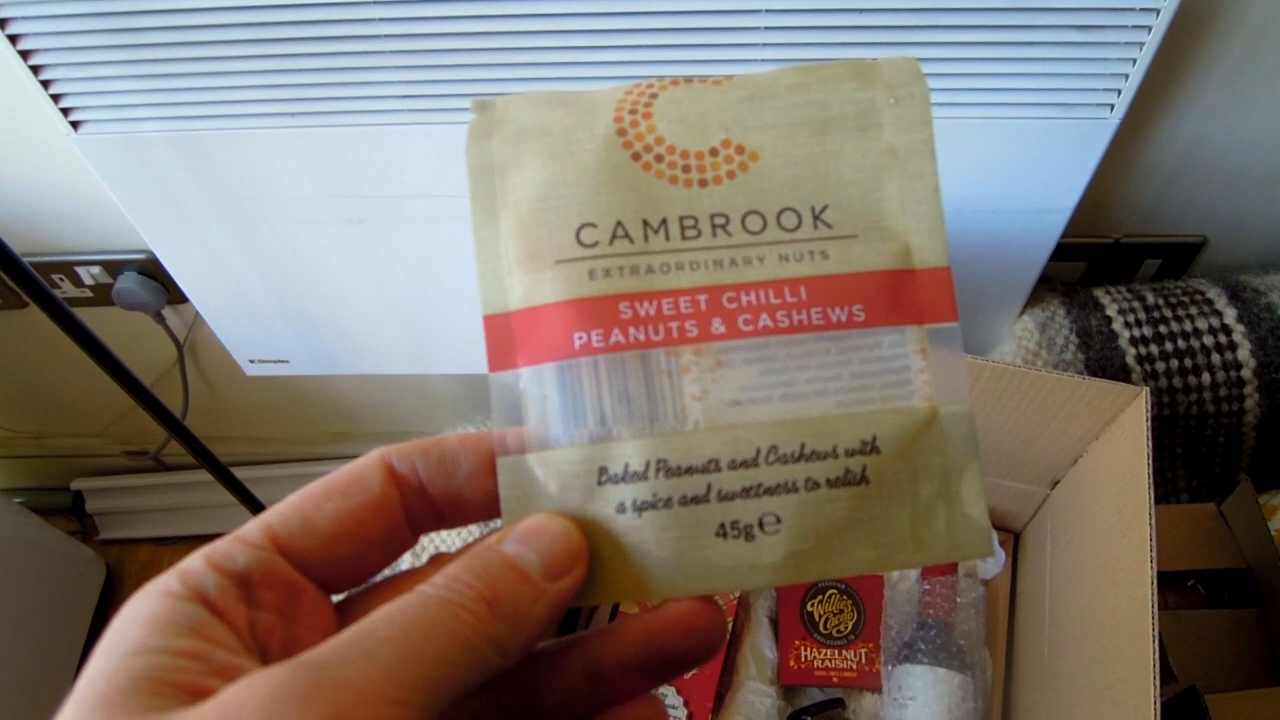 CAMBROOK
EXTRAORDINARY NUTS
SWEET CHILLI
PEANUTS & CASHEWS
Baked Peanuts and Cashews with
a spice and sweetness to relish
45g℮
Dimplex
Willie's
Cacao
HAZELNUT
RAISIN